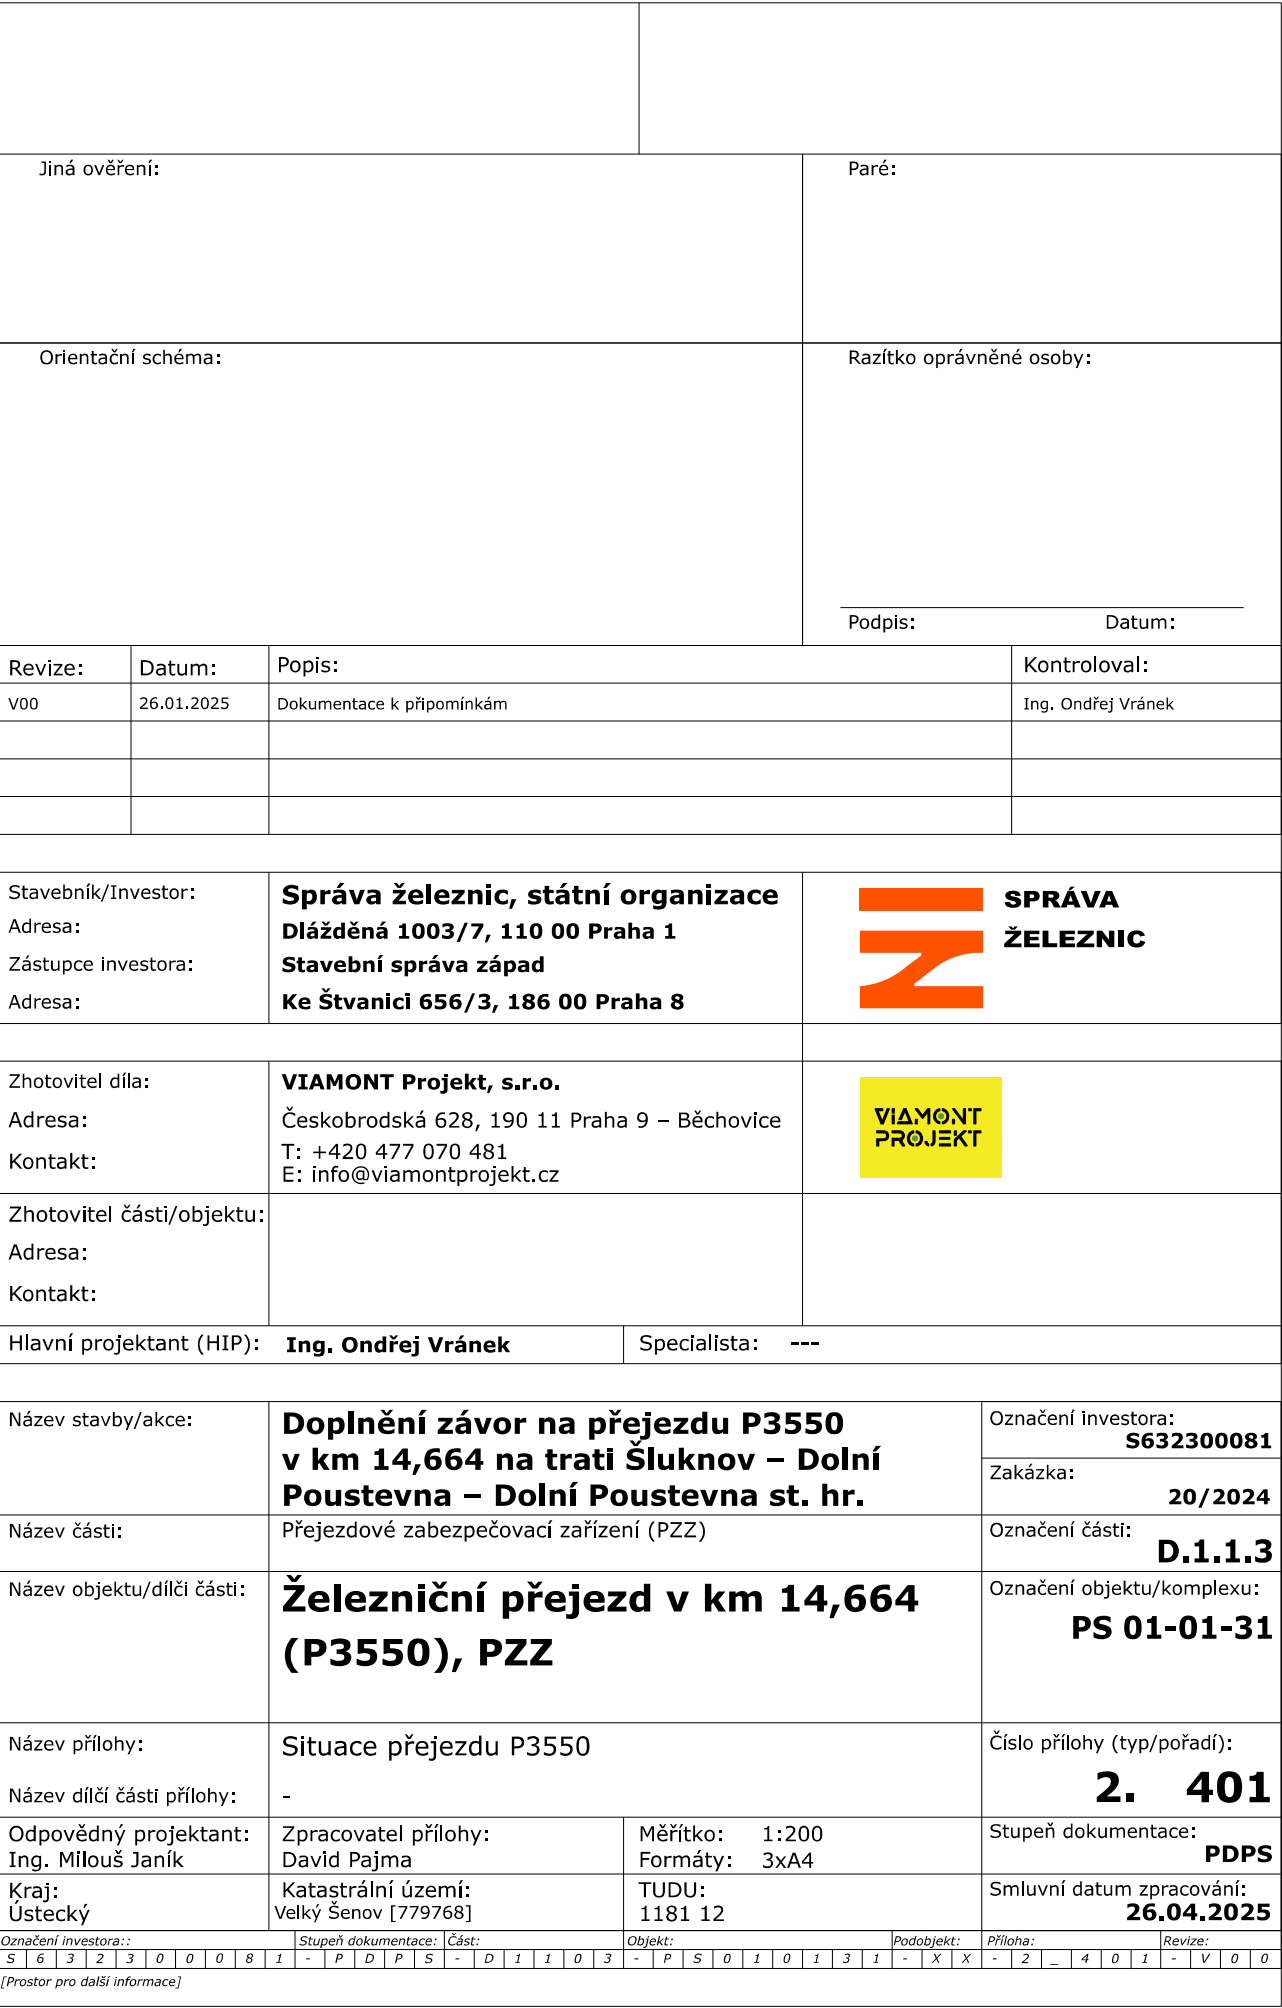 Jiná ověření:
Paré:
Orientační schéma:
Razítko oprávněné osoby:
Podpis: Datum:
Revize: Datum: Popis: Kontroloval:
V00 26.01.2025 Dokumentace k připomínkám Ing. Ondřej Vránek
Stavebník/Investor: Správa železnic, státní organizace
Adresa: Dlážděná 1003/7, 110 00 Praha 1
Zástupce investora: Stavební správa západ
Adresa: Ke Štvanici 656/3, 186 00 Praha 8
SPRÁVA
ŽELEZNIC
Zhotovitel díla: VIAMONT Projekt, s.r.o.
Adresa: Českobrodská 628, 190 11 Praha 9 – Běchovice
Kontakt: T: +420 477 070 481
E: info@viamontprojekt.cz
VIAMONT
PROJEKT
Zhotovitel části/objektu:
Adresa:
Kontakt:
Hlavní projektant (HIP): Ing. Ondřej Vránek Specialista: ---
Název stavby/akce: Doplnění závor na přejezdu P3550
v km 14,664 na trati Šluknov – Dolní
Poustevna – Dolní Poustevna st. hr.
Označení investora:
S632300081
Zakázka:
20/2024
Název části: Přejezdové zabezpečovací zařízení (PZZ)
Označení části:
D.1.1.3
Název objektu/dílči části: Železniční přejezd v km 14,664
(P3550), PZZ
Označení objektu/komplexu:
PS 01-01-31
Název přílohy: Situace přejezdu P3550
Název dílčí části přílohy: -
Číslo přílohy (typ/pořadí):
2. 401
Odpovědný projektant: Zpracovatel přílohy: Měřítko: 1:200
Ing. Milouš Janík David Pajma Formáty: 3xA4
Stupeň dokumentace:
PDPS
Kraj: Katastrální území: TUDU:
Ústecký Velký Šenov [779768] 1181 12
Smluvní datum zpracování:
26.04.2025
Označení investora:: Stupeň dokumentace: Část: Objekt: Podobjekt: Příloha: Revize:
S 6 3 2 3 0 0 0 8 1 - P D P S - D 1 1 0 3 - P S 0 1 0 1 3 1 - X X - 2 _ 4 0 1 - V 0 0
[Prostor pro další informace]